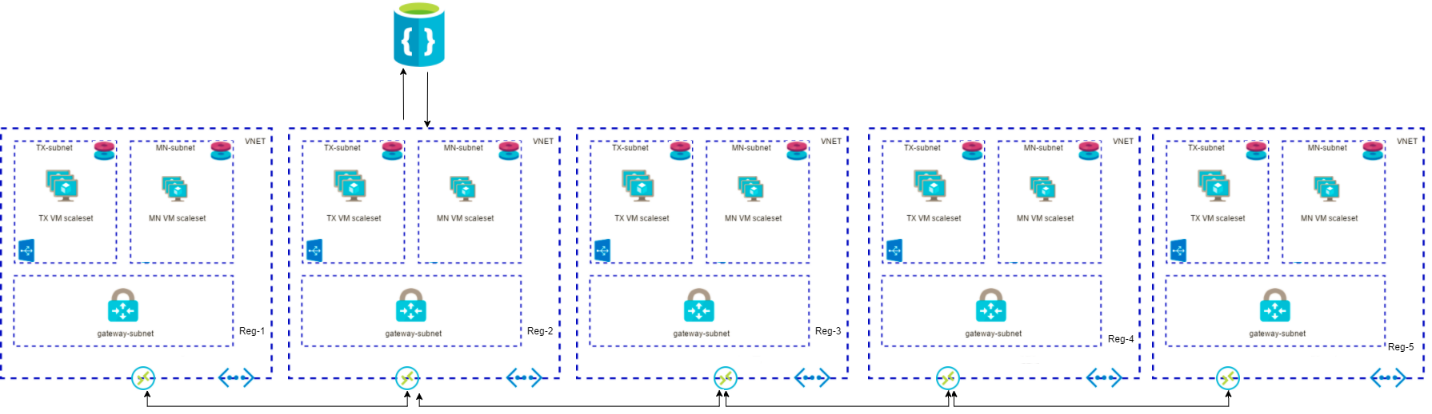 { }
VNET
TX-subnet
MN-subnet
TX VM scaleset
MN VM scaleset
gateway-subnet
Reg-1
VNET
TX-subnet
MN-subnet
TX VM scaleset
MN VM scaleset
gateway-subnet
Reg-2
VNET
TX-subnet
MN-subnet
TX VM scaleset
MN VM scaleset
gateway-subnet
Reg-3
VNET
TX-subnet
MN-subnet
TX VM scaleset
MN VM scaleset
gateway-subnet
Reg-4
VNET
TX-subnet
MN-subnet
TX VM scaleset
MN VM scaleset
gateway-subnet
Reg-5